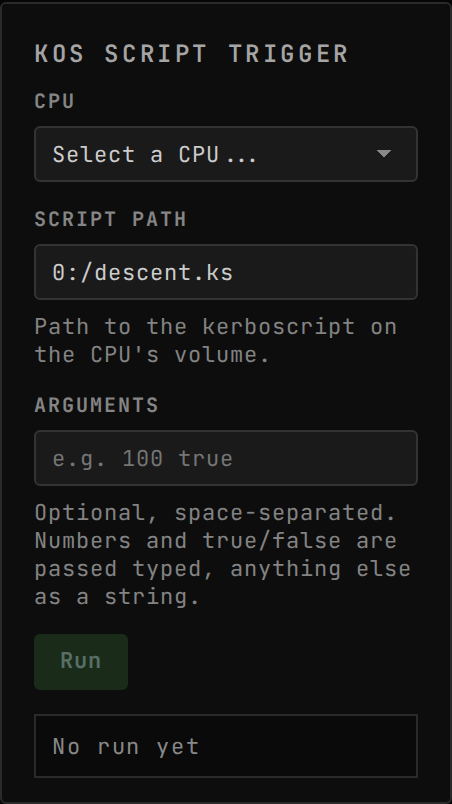 KOS SCRIPT TRIGGER
CPU
Select a CPU...
SCRIPT PATH
0:/descent.ks
Path to the kerboscript on
the CPU's volume.
ARGUMENTS
e.g. 100 true
Optional, space-separated.
Numbers and true/false are
passed typed, anything else
as a string.
Run
No run yet